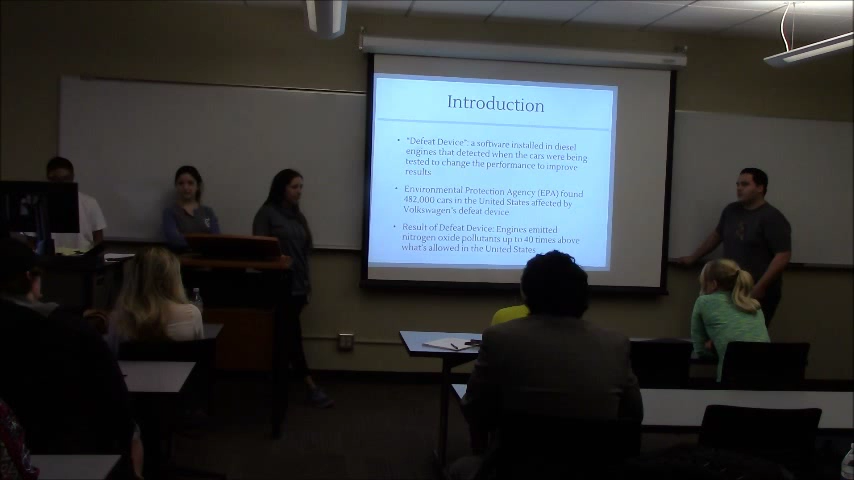 Introduction
• "Defeat Device": a software installed in diesel
engines that detected when the cars were being
tested to change the performance to improve
results
• Environmental Protection Agency (EPA) found
482,000 cars in the United States affected by
Volkswagen's defeat device
• Result of Defeat Device: Engines emitted
nitrogen oxide pollutants up to 40 times above
what's allowed in the United States